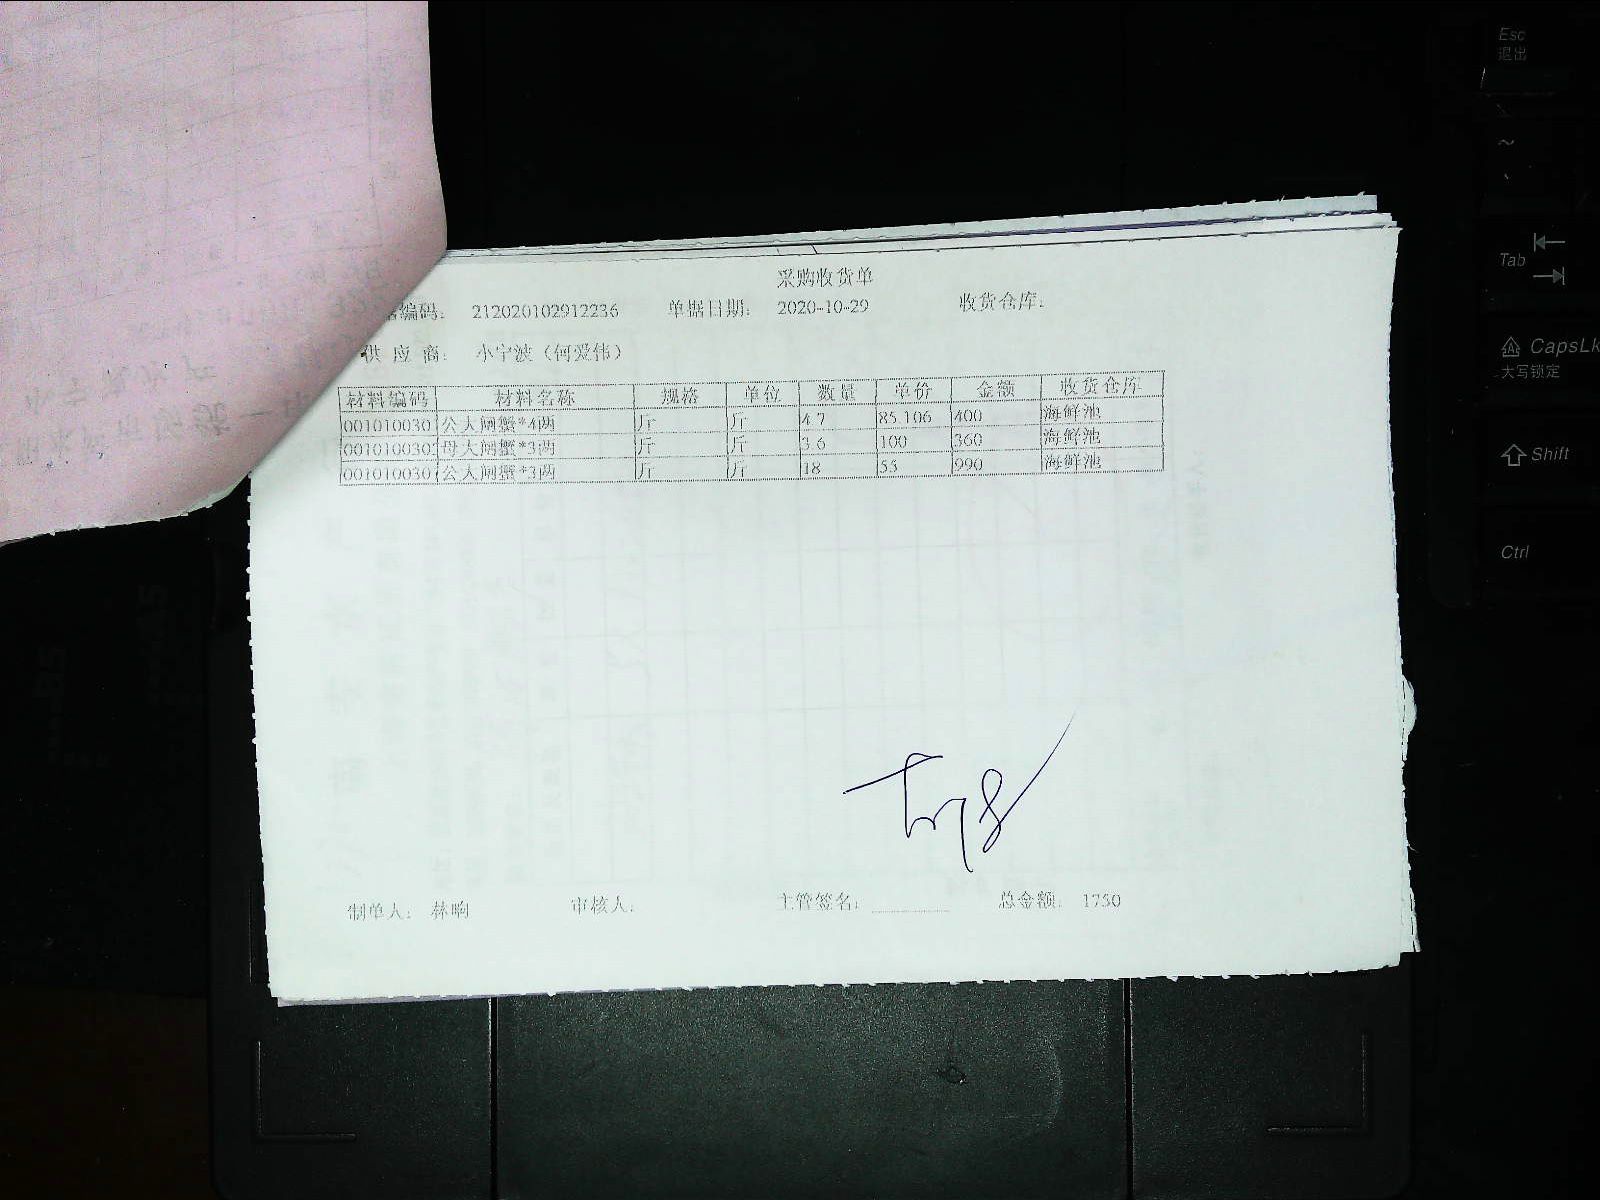 采购收货单
编码: 212020102912236 单据日期: 2020-10-29 收货仓库:
供 应 商: 小宁波（何爱伟）
材料编码 材料名称 规格 单位 数量 单价 金额 收货仓库
001010030 公大闸蟹*4两 斤 斤 4.7 85.106 400 海鲜池
001010030 母大闸蟹*3两 斤 斤 3.6 100 360 海鲜池
001010030 公大闸蟹*3两 斤 斤 18 55 990 海鲜池
制单人: 林响 审核人: 主管签名: 总金额: 1750
Esc
退出
~
Tab
CapsLk
大写锁定
Shift
Ctrl